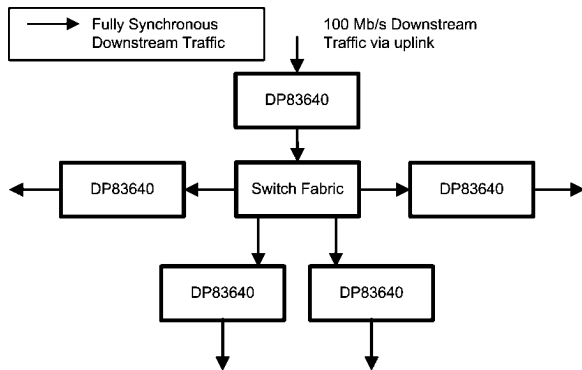 Fully Synchronous
Downstream Traffic
100 Mb/s Downstream
Traffic via uplink
DP83640
DP83640
Switch Fabric
DP83640
DP83640
DP83640